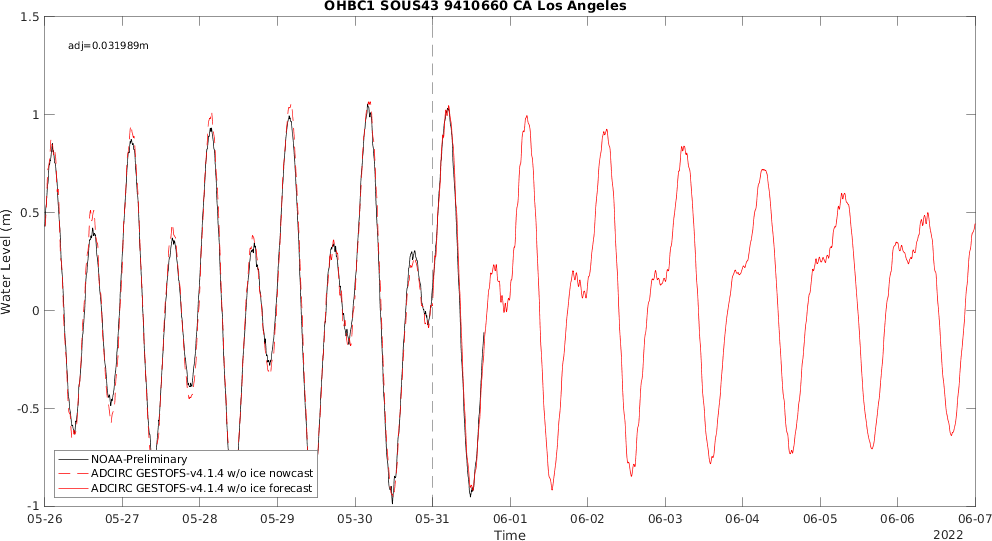 OHBC1 SOUS43 9410660 CA Los Angeles
1.5
adj=0.031989m
1
0.5
Water Level (m)
0
-0.5
NOAA-Preliminary
ADCIRC GESTOFS-v4.1.4 w/o ice nowcast
ADCIRC GESTOFS-v4.1.4 w/o ice forecast
-1
05-26 05-27 05-28 05-29 05-30 05-31 06-01 06-02 06-03 06-04 06-05 06-06 06-07
Time
2022